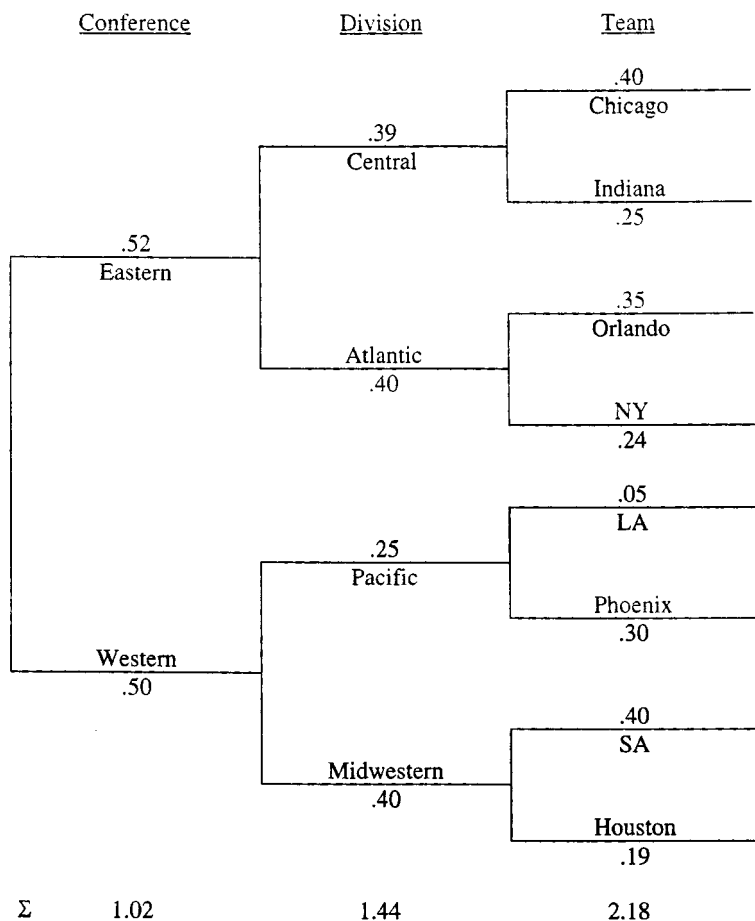 Conference Division Team
.40
Chicago
.39
Central
Indiana
.25
.52
Eastern
.35
Orlando
Atlantic
.40
NY
.24
.05
LA
.25
Pacific
Phoenix
.30
Western
.50
.40
SA
Midwestern
.40
Houston
.19
Σ 1.02 1.44 2.18